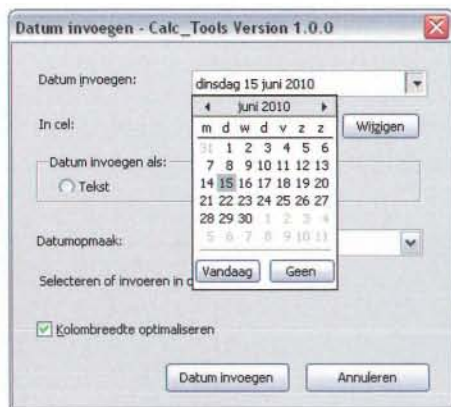 Datum invoegen - Calc_Tools Version 1.0.0
Datum invoegen:
dinsdag 15 juni 2010
juni 2010
In cel:
Wijzigen
m d w d v z z
31 1 2 3 4 5 6
7 8 9 10 11 12 13
14 15 16 17 18 19 20
21 22 23 24 25 26 27
28 29 30 1 2 3 4
5 6 7 8 9 10 11
Vandaag Geen
Datum invoegen als:
Tekst
Datumopmaak:
Selecteren of invoeren in
Kolombreedte optimaliseren
Datum invoegen Annuleren